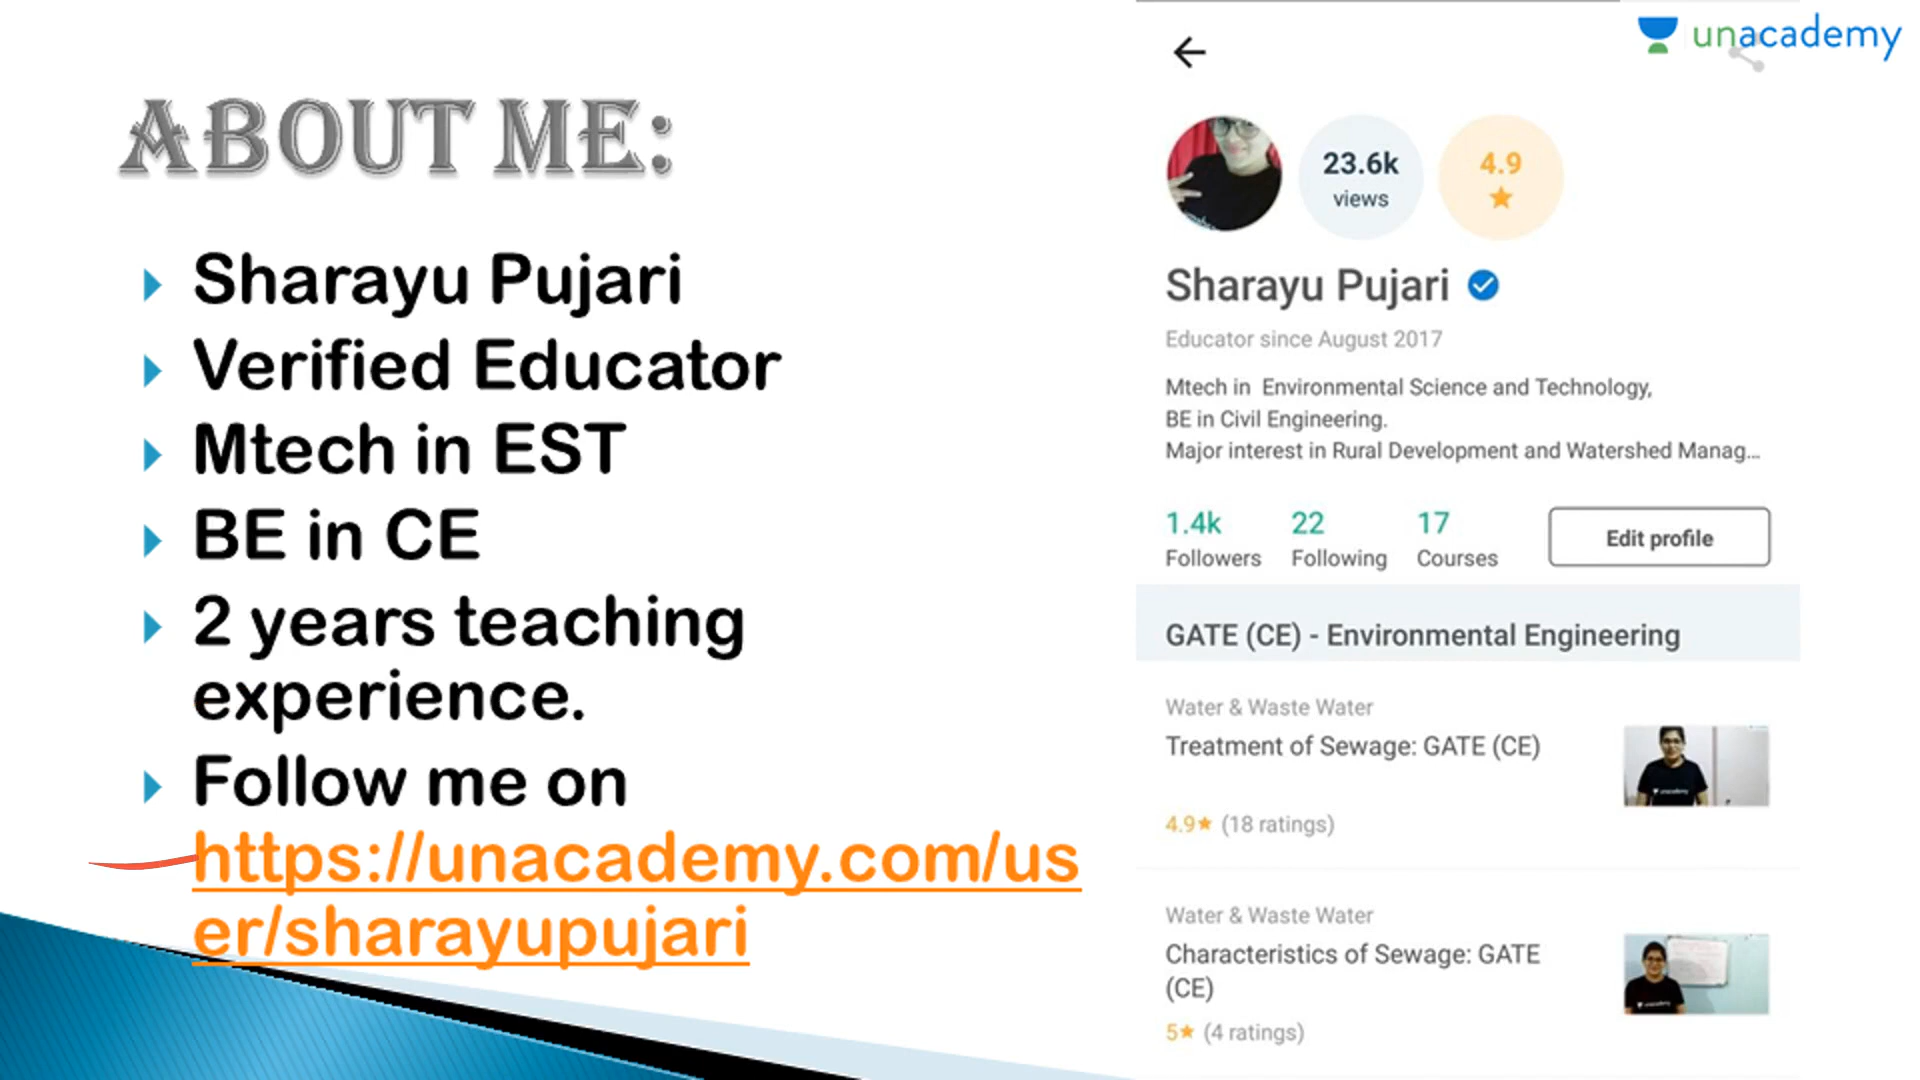 ABOUT ME:
Sharayu Pujari
Verified Educator
Mtech in EST
BE in CE
2 years teaching
experience.
Follow me on
https://unacademy.com/us
er/sharayupujari
unacademy
23.6k
views
4.9★
Sharayu Pujari
Educator since August 2017
Mtech in Environmental Science and Technology,
BE in Civil Engineering.
Major interest in Rural Development and Watershed Manag...
1.4k
Followers
22
Following
17
Courses
Edit profile
GATE (CE) - Environmental Engineering
Water & Waste Water
Treatment of Sewage: GATE (CE)
4.9★ (18 ratings)
unacademy
Water & Waste Water
Characteristics of Sewage: GATE
(CE)
5★ (4 ratings)
unacademy